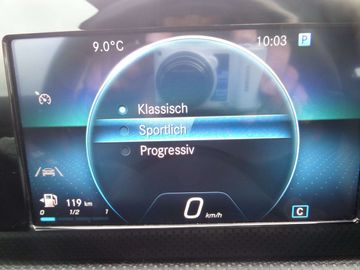 9.0°C 10:03 P
Klassisch
Sportlich
Progressiv
119 km
0 1/2 1
0 km/h
C